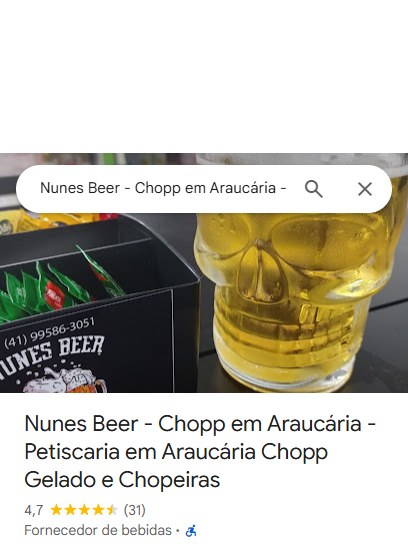 Nunes Beer - Chopp em Araucária -
(41) 99586-3051
NUNES BEER
Nunes Beer - Chopp em Araucária -
Petiscaria em Araucária Chopp
Gelado e Chopeiras
4,7 (31)
Fornecedor de bebidas ·